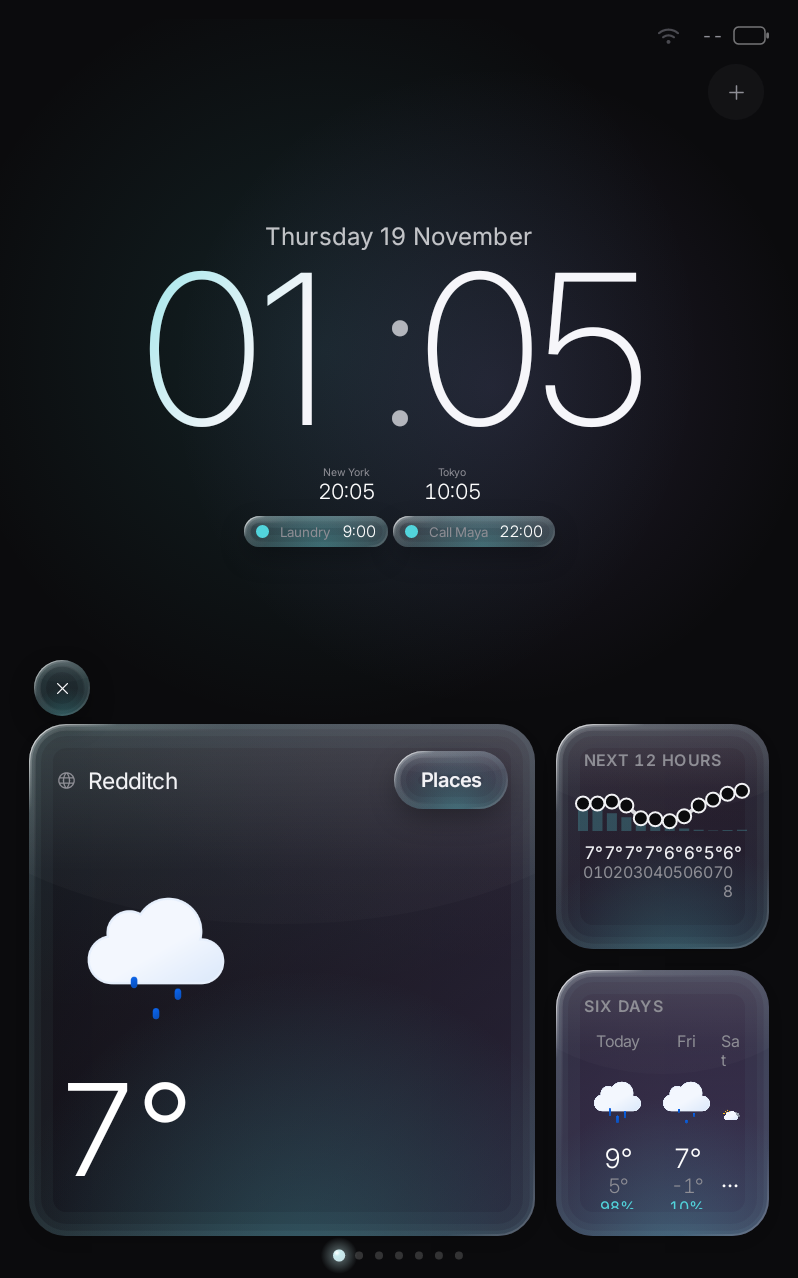 --
+
Thursday 19 November
01:05
New York Tokyo
20:05 10:05
Laundry 9:00 Call Maya 22:00
Redditch Places
7°
NEXT 12 HOURS
7°7°7°7°6°6°5°6°
010203040506070
8
SIX DAYS
Today Fri Sa
t
9° 7°
5° -1° ...
98% 10%